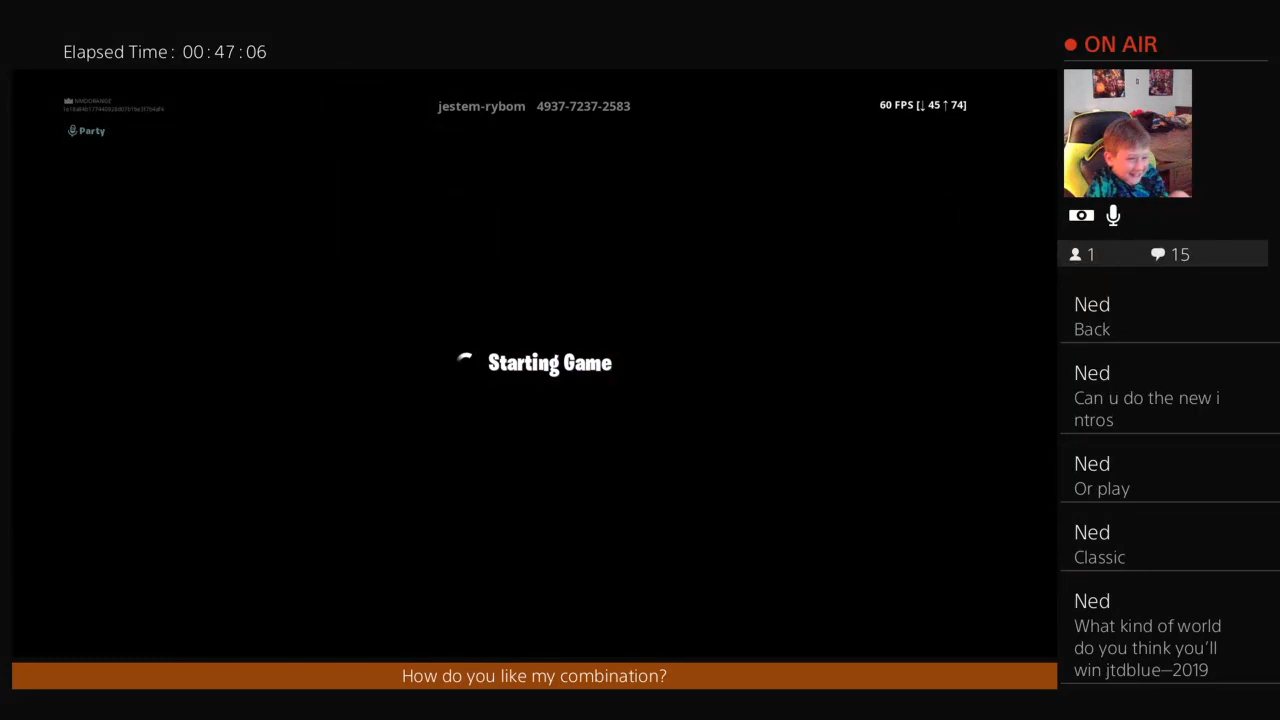 Elapsed Time: 00:47:06
ON AIR
NMDORANGE
jestem-rybom 4937-7237-2583
60 FPS [↓ 45 ↑ 74]
Party
1 15
Ned
Back
Ned
Can u do the new i
ntros
Ned
Or play
Ned
Classic
Ned
What kind of world
do you think you'll
win jtdblue—2019
Starting Game
How do you like my combination?